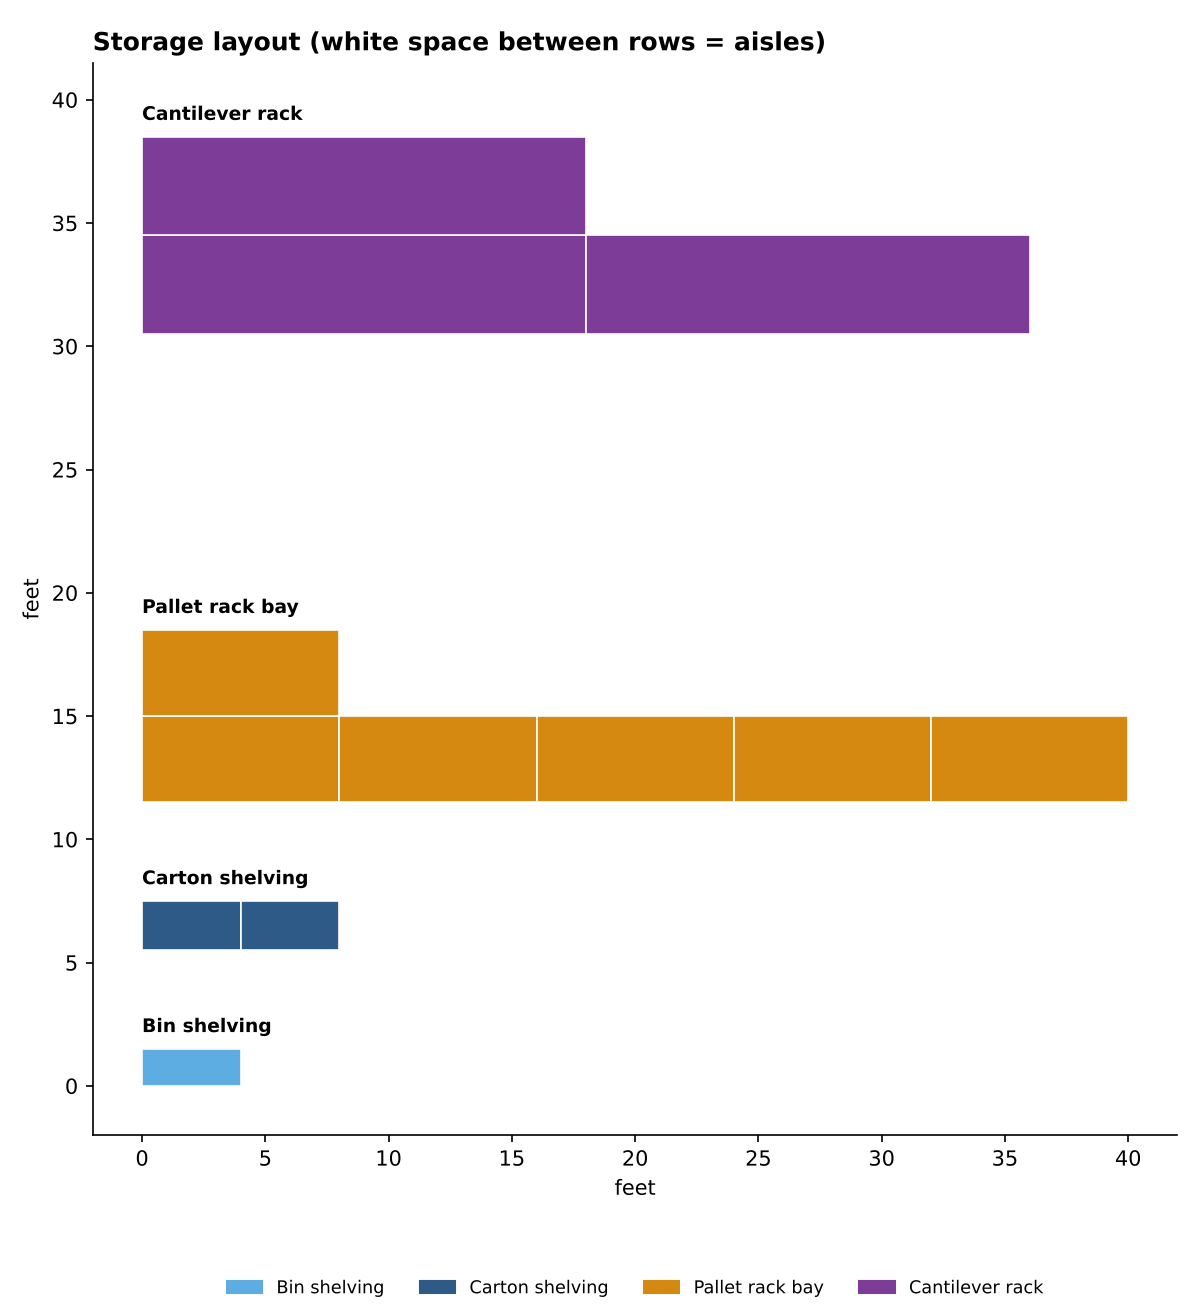 Storage layout (white space between rows = aisles)
40
Cantilever rack
35
30
25
20
feet
Pallet rack bay
15
10
Carton shelving
5
Bin shelving
0
0 5 10 15 20 25 30 35 40
feet
Bin shelving Carton shelving Pallet rack bay Cantilever rack